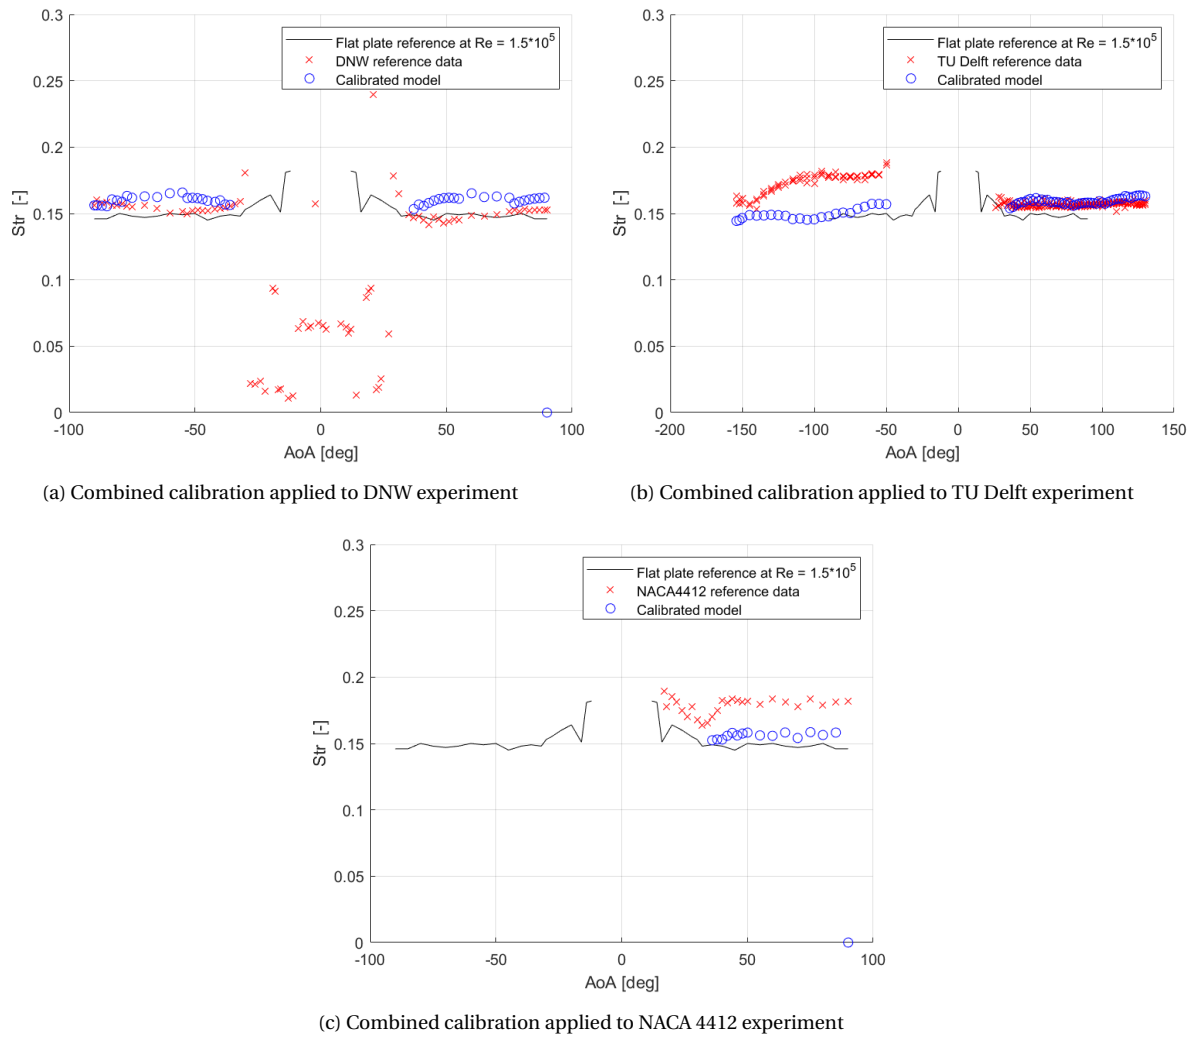 0.3
0.25
0.2
0.15
0.1
0.05
0
Str [-]
-100
-50
0
50
100
AoA [deg]
Flat plate reference at Re = 1.5*10^5
DNW reference data
Calibrated model
(a) Combined calibration applied to DNW experiment
0.3
0.25
0.2
0.15
0.1
0.05
0
Str [-]
-200
-150
-100
-50
0
50
100
150
AoA [deg]
Flat plate reference at Re = 1.5*10^5
TU Delft reference data
Calibrated model
(b) Combined calibration applied to TU Delft experiment
0.3
0.25
0.2
0.15
0.1
0.05
0
Str [-]
-100
-50
0
50
100
AoA [deg]
Flat plate reference at Re = 1.5*10^5
NACA4412 reference data
Calibrated model
(c) Combined calibration applied to NACA 4412 experiment